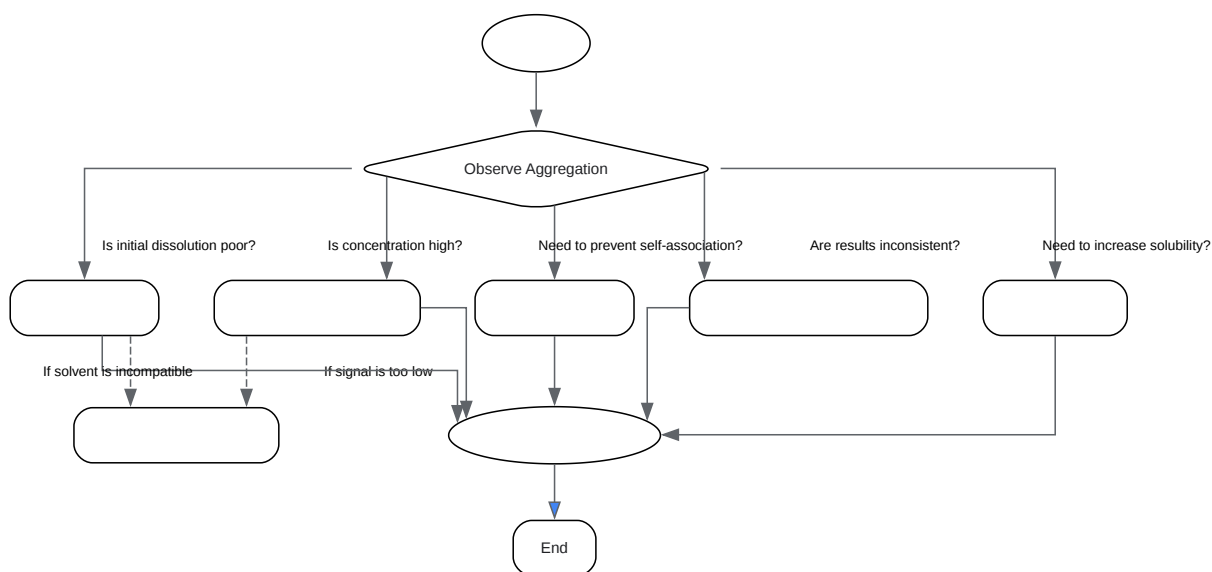 Observe Aggregation
Is initial dissolution poor?
Is concentration high?
Need to prevent self-association?
Are results inconsistent?
Need to increase solubility?
If solvent is incompatible
If signal is too low
End